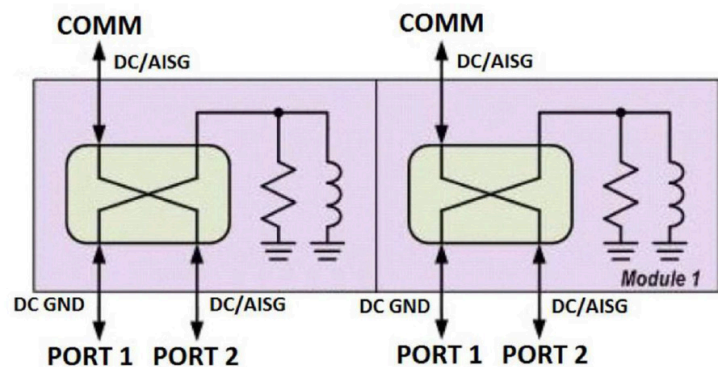 COMM COMM
DC/AISG DC/AISG
Module 1
DC GND DC/AISG DC GND DC/AISG
PORT 1 PORT 2 PORT 1 PORT 2